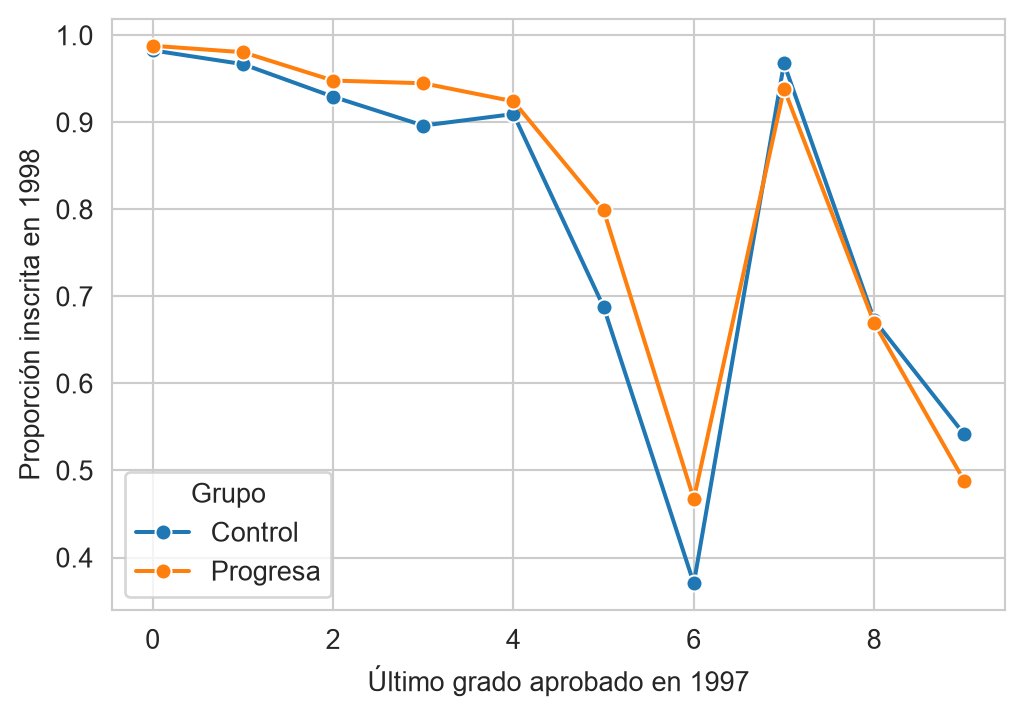 1.0
0.9
0.8
0.7
0.6
0.5
0.4
Proporción inscrita en 1998
Grupo
Control
Progresa
0 2 4 6 8
Último grado aprobado en 1997